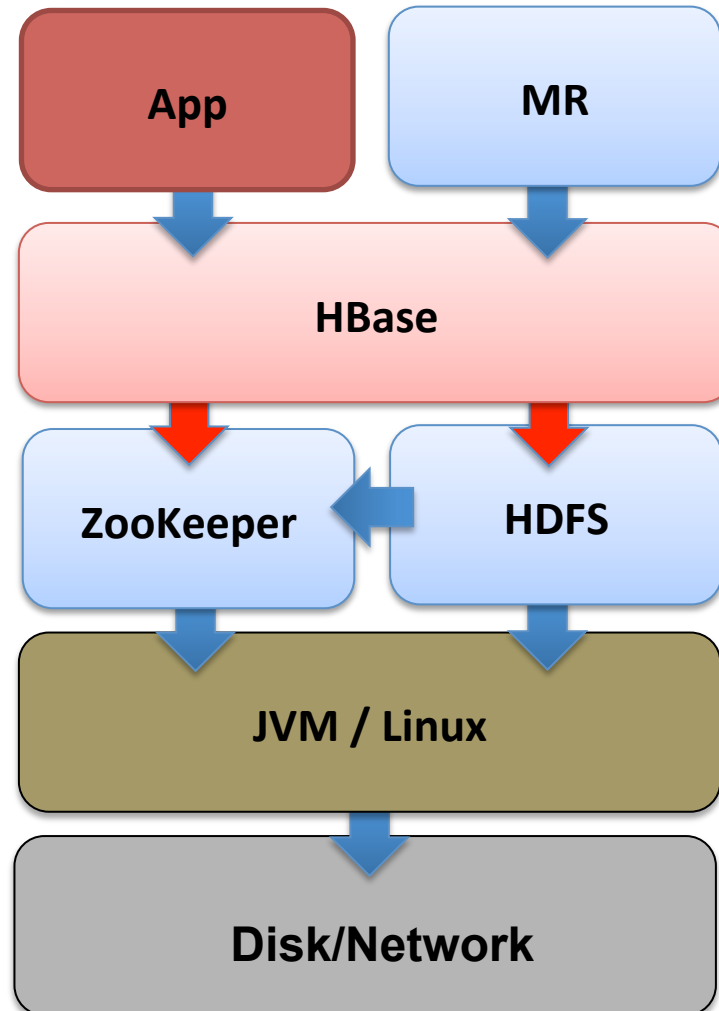 App
MR
HBase
ZooKeeper
HDFS
JVM / Linux
Disk/Network